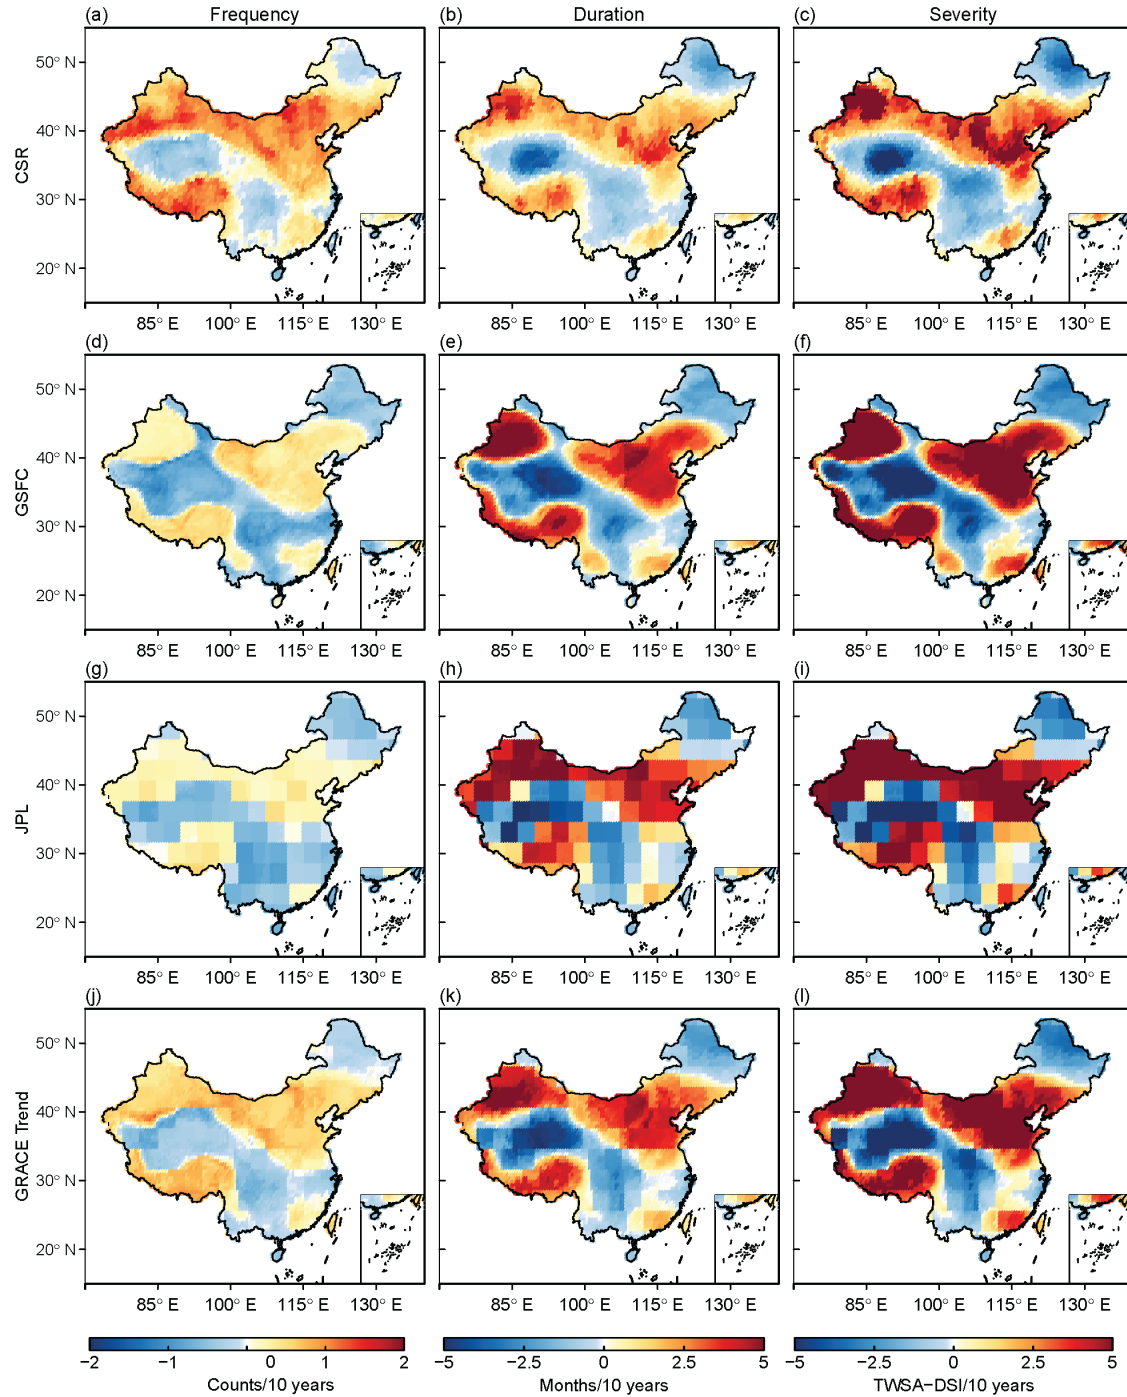 (a) Frequency (b) Duration (c) Severity
50° N
40° N
30° N
20° N
CSR
85° E 100° E 115° E 130° E 85° E 100° E 115° E 130° E 85° E 100° E 115° E 130° E
(d) (e) (f)
50° N
40° N
30° N
20° N
GSFC
85° E 100° E 115° E 130° E 85° E 100° E 115° E 130° E 85° E 100° E 115° E 130° E
(g) (h) (i)
50° N
40° N
30° N
20° N
JPL
85° E 100° E 115° E 130° E 85° E 100° E 115° E 130° E 85° E 100° E 115° E 130° E
(j) (k) (l)
50° N
40° N
30° N
20° N
GRACE Trend
85° E 100° E 115° E 130° E 85° E 100° E 115° E 130° E 85° E 100° E 115° E 130° E
−2 −1 0 1 2 −5 −2.5 0 2.5 5 −5 −2.5 0 2.5 5
Counts/10 years Months/10 years TWSA−DSI/10 years